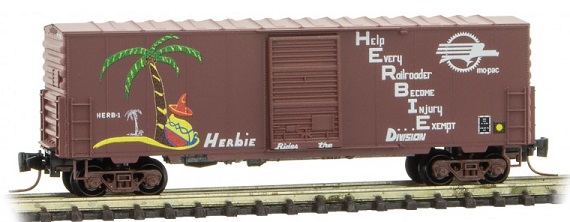 HERB-1
Herbie
Rides the
Help
Every
Railroader
Become
Injury
Exempt
D...
Division
mo-pac